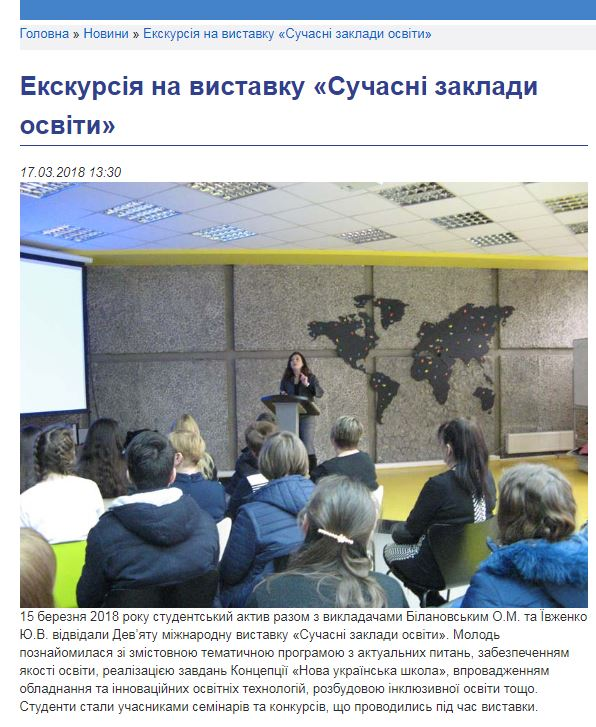 Головна » Новини » Екскурсія на виставку «Сучасні заклади освіти»
Екскурсія на виставку «Сучасні заклади
освіти»
17.03.2018 13:30
15 березня 2018 року студентський актив разом з викладачами Білановським О.М. та Ївженко
Ю.В. відвідали Дев'яту міжнародну виставку «Сучасні заклади освіти». Молодь
познайомилася зі змістовною тематичною програмою з актуальних питань, забезпеченням
якості освіти, реалізацією завдань Концепції «Нова українська школа», впровадженням
обладнання та інноваційних освітніх технологій, розбудовою інклюзивної освіти тощо.
Студенти стали учасниками семінарів та конкурсів, що проводились під час виставки.